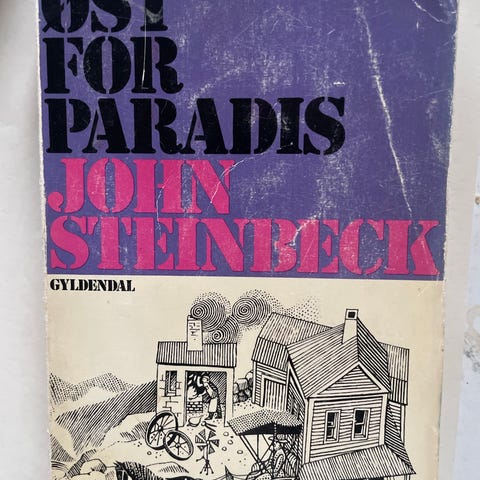 ØST
FOR
PARADIS
JOHN
STEINBECK
GYLDENDAL